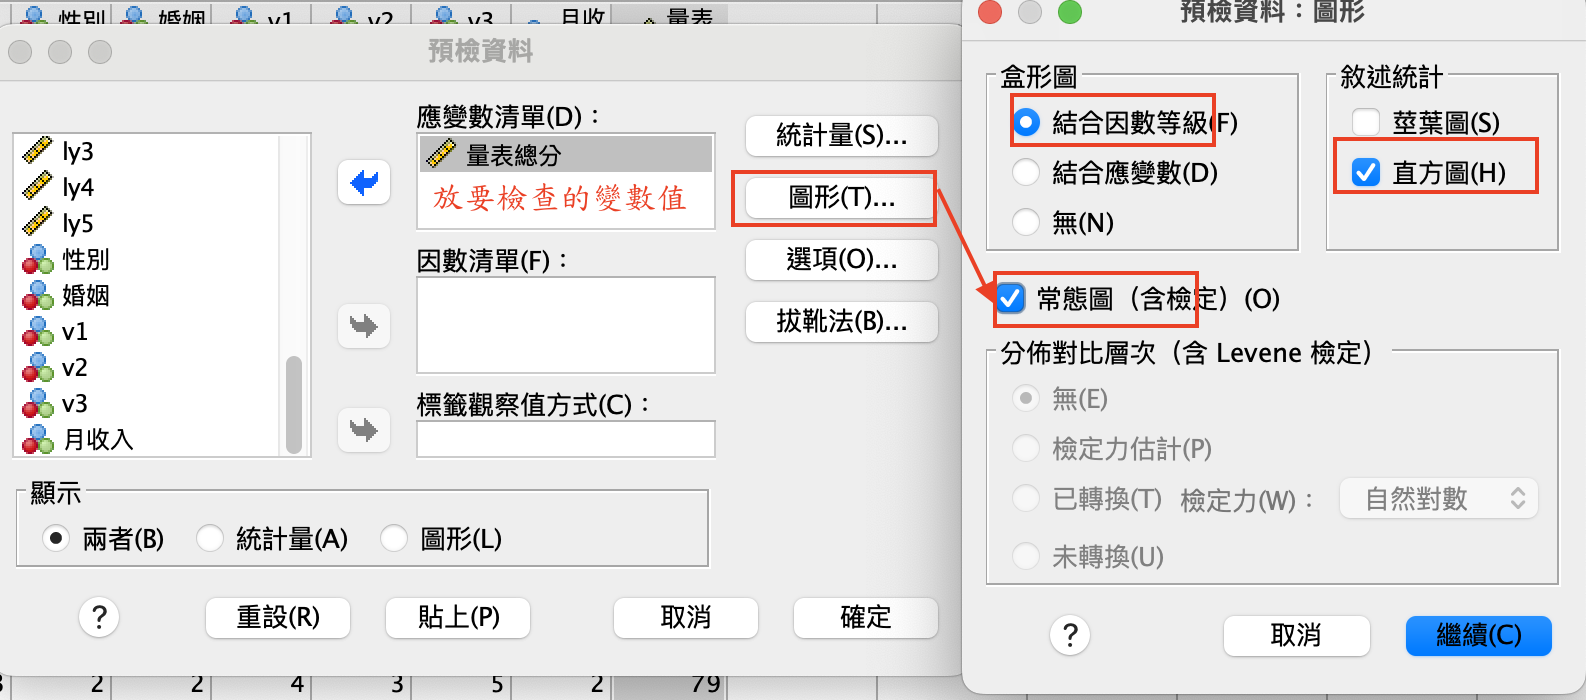 性別 婚姻 v1 v2 v3 月收 量表
預檢資料
ly3
ly4
ly5
性別
婚姻
v1
v2
v3
月收入
應變數清單(D)：
量表總分
放要檢查的變數值
因數清單(F)：
標籤觀察值方式(C)：
統計量(S)...
圖形(T)...
選項(O)...
拔靴法(B)...
顯示
兩者(B) 統計量(A) 圖形(L)
? 重設(R) 貼上(P) 取消 確定
2 2 4 3 5 2 79
預檢資料：圖形
盒形圖
結合因數等級(F)
結合應變數(D)
無(N)
敘述統計
莖葉圖(S)
直方圖(H)
常態圖（含檢定）(O)
分佈對比層次（含 Levene 檢定）
無(E)
檢定力估計(P)
已轉換(T) 檢定力(W)： 自然對數
未轉換(U)
? 取消 繼續(C)